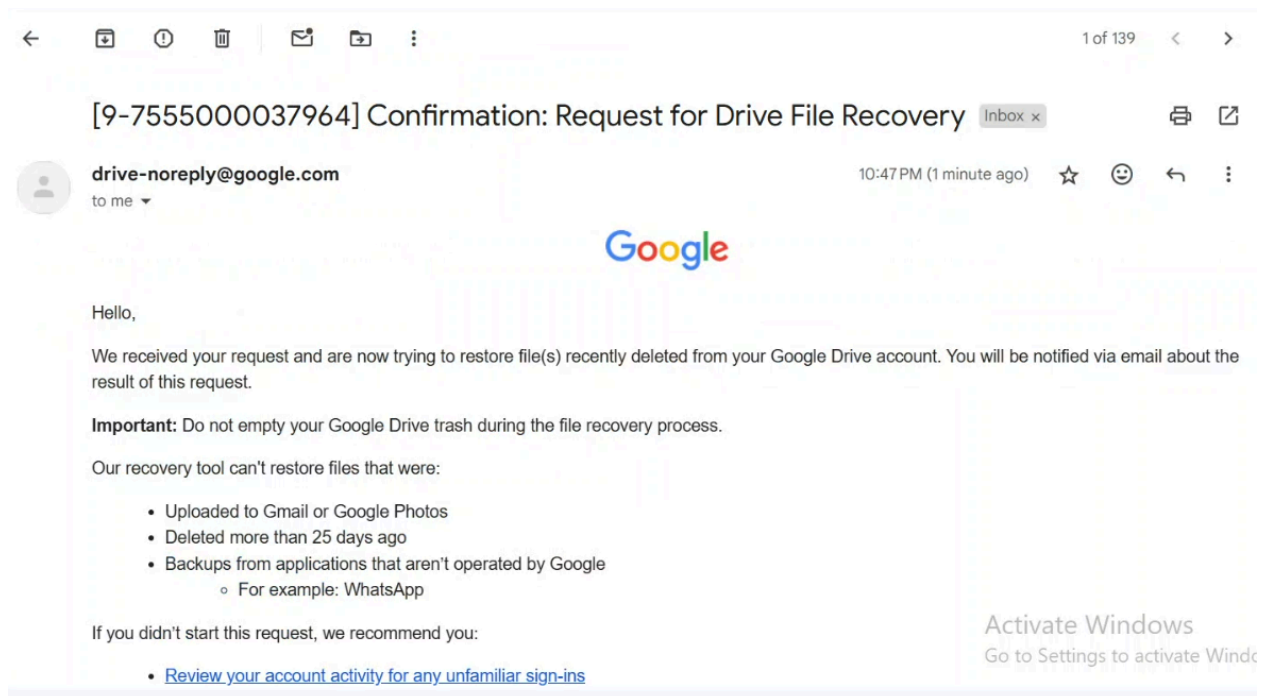 1 of 139
[9-7555000037964] Confirmation: Request for Drive File Recovery Inbox x
drive-noreply@google.com 10:47 PM (1 minute ago)
to me
Google
Hello,
We received your request and are now trying to restore file(s) recently deleted from your Google Drive account. You will be notified via email about the
result of this request.
Important: Do not empty your Google Drive trash during the file recovery process.
Our recovery tool can't restore files that were:
• Uploaded to Gmail or Google Photos
• Deleted more than 25 days ago
• Backups from applications that aren't operated by Google
◦ For example: WhatsApp
If you didn't start this request, we recommend you:
• Review your account activity for any unfamiliar sign-ins
Activate Windows
Go to Settings to activate Windo